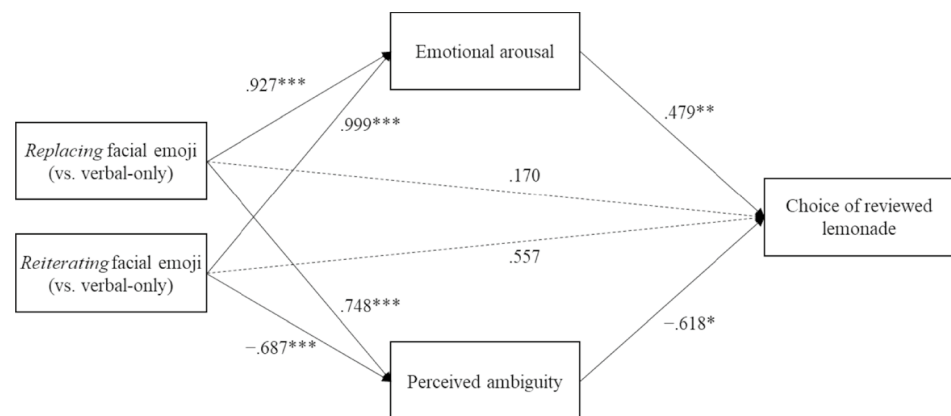 Emotional arousal
.927***
.999***
.479**
Replacing facial emoji
(vs. verbal-only)
.170
Choice of reviewed
lemonade
Reiterating facial emoji
(vs. verbal-only)
.557
.748***
−.687***
−.618*
Perceived ambiguity